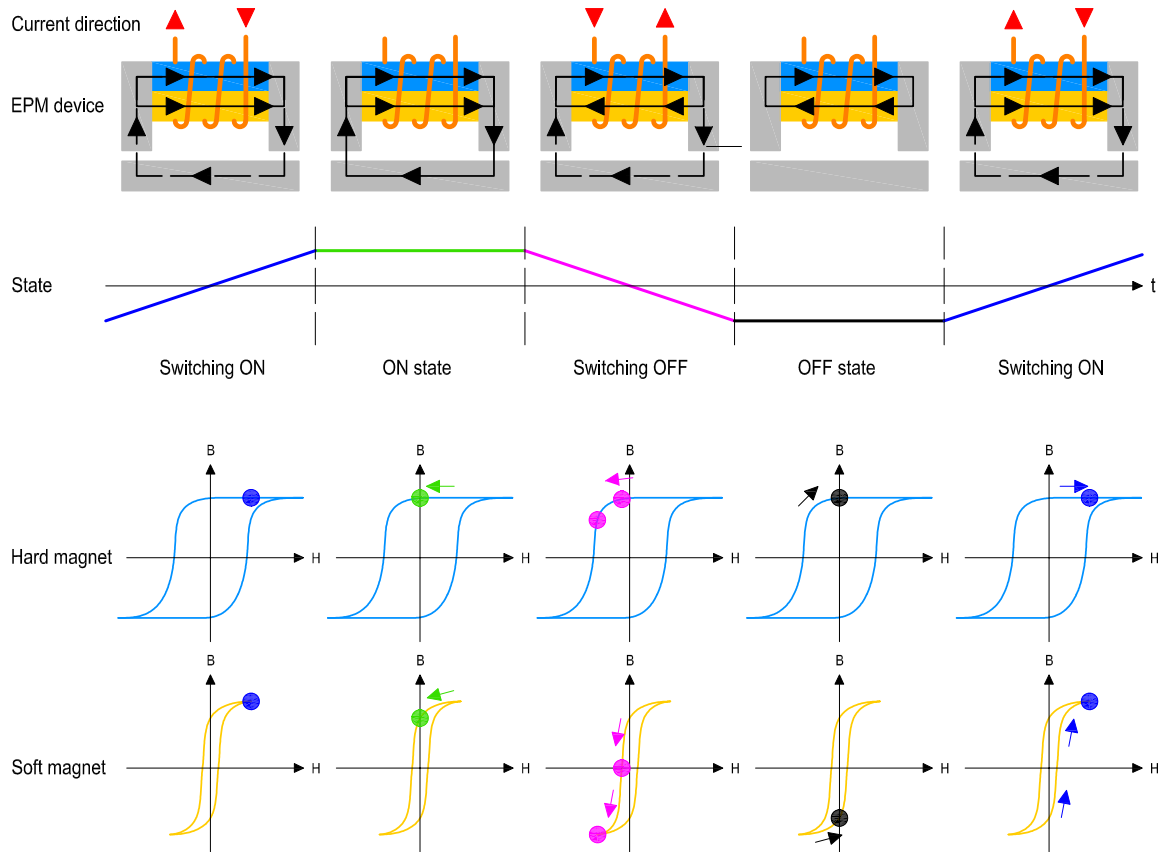 Current direction
EPM device
State
t
Switching ON
ON state
Switching OFF
OFF state
Switching ON
B
B
B
B
B
Hard magnet
H
H
H
H
H
B
B
B
B
B
Soft magnet
H
H
H
H
H